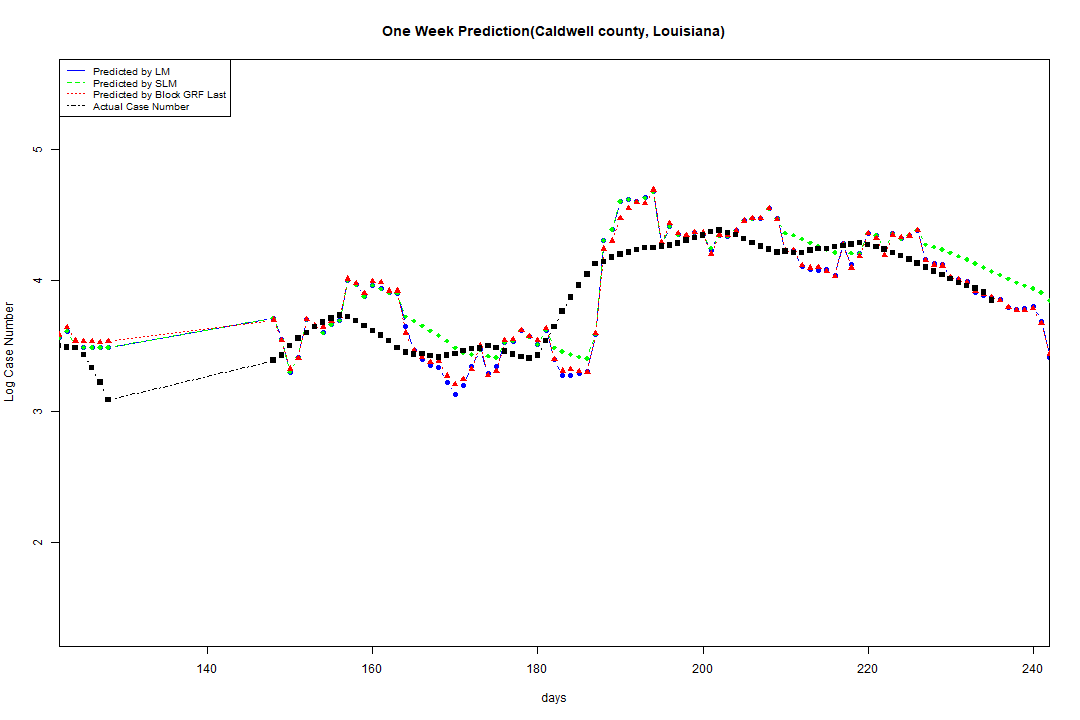 One Week Prediction(Caldwell county, Louisiana)
Predicted by LM
Predicted by SLM
Predicted by Block GRF Last
Actual Case Number
5
4
3
2
Log Case Number
140 160 180 200 220 240
days